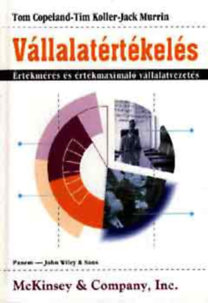 Tom Copeland-Tim Koller-Jack Murrin
Vállalatértékelés
Értékmérés és értékmaximáló vállalatvezetés
Panem — John Wiley & Sons
McKinsey & Company, Inc.